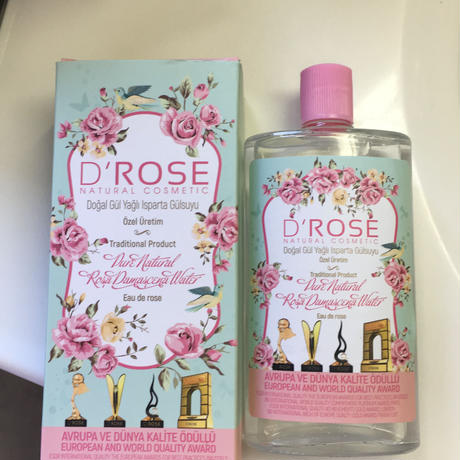 D'ROSE
NATURAL COSMETIC
Doğal Gül Yağlı Isparta Gülsuyu
Özel Üretim
Traditional Product
Pure Natural
Rosa Damascena Water
Eau de rose
AVRUPA VE DÜNYA KALİTE ÖDÜLLÜ
EUROPEAN AND WORLD QUALITY AWARD
D'ROSE
NATURAL COSMETIC
Doğal Gül Yağlı Isparta Gülsuyu
Özel Üretim
Traditional Product
Pure Natural
Rosa Damascena Water
Eau de rose
AVRUPA VE DÜNYA KALİTE ÖDÜLLÜ
EUROPEAN AND WORLD QUALITY AWARD